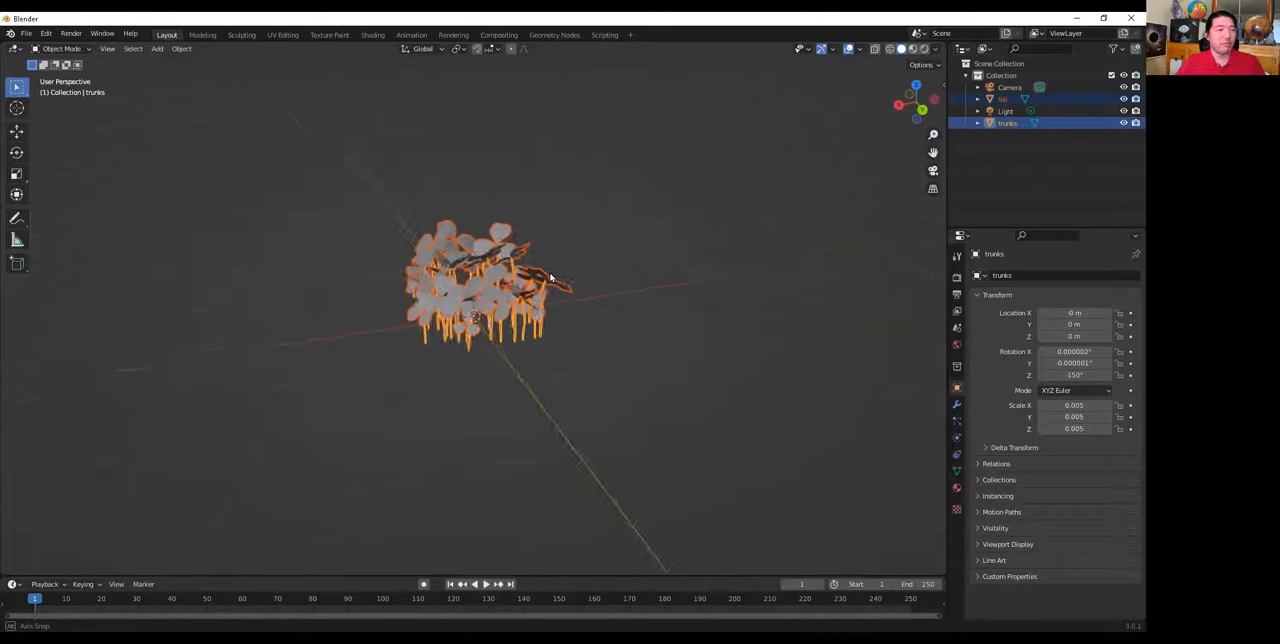 Blender
File Edit Render Window Help Layout Modeling Sculpting UV Editing Texture Paint Shading Animation Rendering Compositing Geometry Nodes Scripting + Scene ViewLayer
Object Mode View Select Add Object Global
Options
User Perspective
(1) Collection | trunks
Scene Collection
Collection
Camera
foli
Light
trunks
trunks
trunks
Transform
Location X -0 m
Y 0 m
Z 0 m
Rotation X 0.000002°
Y -0.000001°
Z -150°
Mode XYZ Euler
Scale X 0.005
Y 0.005
Z 0.005
Delta Transform
Relations
Collections
Instancing
Motion Paths
Visibility
Viewport Display
Line Art
Custom Properties
Playback Keying View Marker 1 Start 1 End 250
1 10 20 30 40 50 60 70 80 90 100 110 120 130 140 150 160 170 180 190 200 210 220 230 240 250
Axis Snap 3.0.1